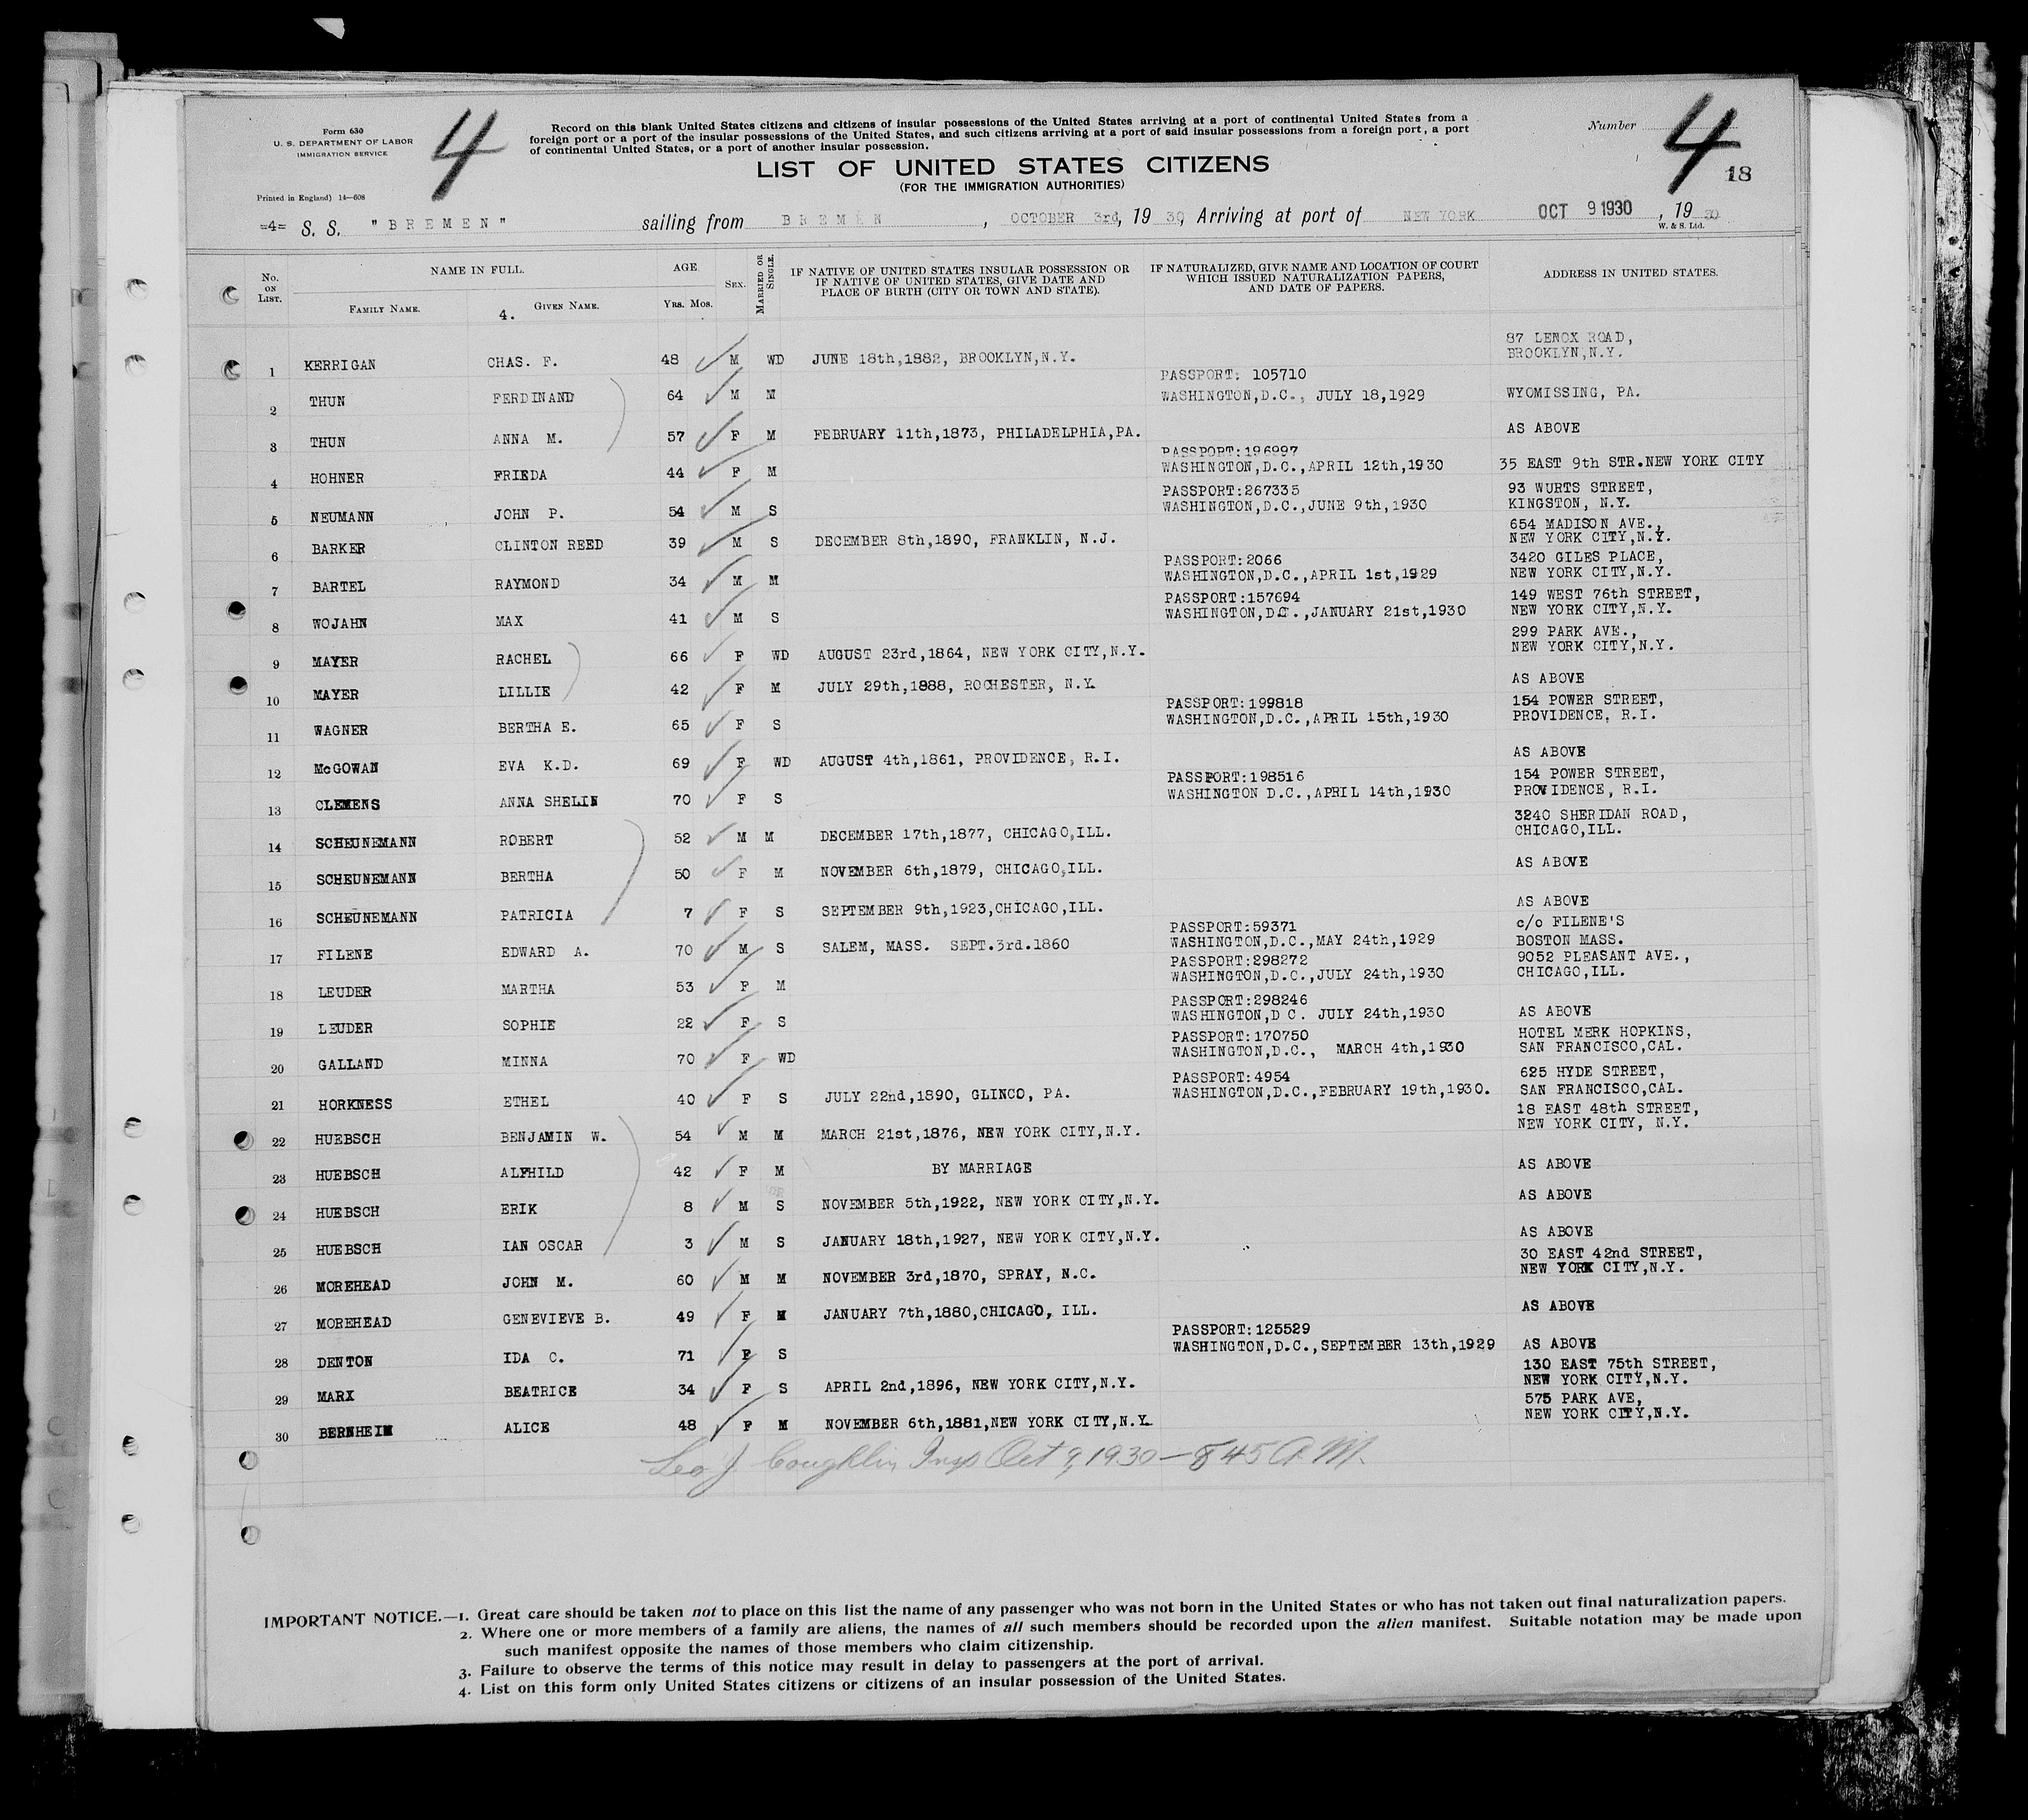 Form 630
U. S. DEPARTMENT OF LABOR
IMMIGRATION SERVICE
Printed in England) 14—608
4
Record on this blank United States citizens and citizens of insular possessions of the United States arriving at a port of continental United States from a
foreign port or a port of the insular possessions of the United States, and such citizens arriving at a port of said insular possessions from a foreign port, a port
of continental United States, or a port of another insular possession.
Number 4
18
LIST OF UNITED STATES CITIZENS
(FOR THE IMMIGRATION AUTHORITIES)
=4= S. S. "BREMEN" sailing from BREMEN, OCTOBER 3rd, 1930, Arriving at port of NEW YORK OCT 9 1930, 1930
W. & S. Ltd.
No. ON LIST. NAME IN FULL. AGE SEX. MARRIED OR SINGLE. IF NATIVE OF UNITED STATES INSULAR POSSESSION OR IF NATIVE OF UNITED STATES, GIVE DATE AND PLACE OF BIRTH (CITY OR TOWN AND STATE). IF NATURALIZED, GIVE NAME AND LOCATION OF COURT WHICH ISSUED NATURALIZATION PAPERS, AND DATE OF PAPERS. ADDRESS IN UNITED STATES.
FAMILY NAME. 4. GIVEN NAME. YRS. MOS.
1 KERRIGAN CHAS. F. 48 M WD JUNE 18th,1882, BROOKLYN,N.Y. 87 LENOX ROAD, BROOKLYN,N.Y.
2 THUN FERDINAND 64 M M PASSPORT: 105710 WASHINGTON,D.C., JULY 18,1929 WYOMISSING, PA.
3 THUN ANNA M. 57 F M FEBRUARY 11th,1873, PHILADELPHIA,PA. AS ABOVE
4 HOHNER FRIEDA 44 F M PASSPORT:196997 WASHINGTON,D.C.,APRIL 12th,1930 35 EAST 9th STR.NEW YORK CITY
5 NEUMANN JOHN P. 54 M S PASSPORT:267335 WASHINGTON,D.C.,JUNE 9th,1930 93 WURTS STREET, KINGSTON, N.Y.
6 BARKER CLINTON REED 39 M S DECEMBER 8th,1890, FRANKLIN, N.J. 654 MADISON AVE., NEW YORK CITY,N.Y.
7 BARTEL RAYMOND 34 M M PASSPORT:2066 WASHINGTON,D.C.,APRIL 1st,1929 3420 GILES PLACE, NEW YORK CITY,N.Y.
8 WOJAHN MAX 41 M S PASSPORT:157694 WASHINGTON,D.C.,JANUARY 21st,1930 149 WEST 76th STREET, NEW YORK CITY,N.Y.
9 MAYER RACHEL 66 F WD AUGUST 23rd,1864, NEW YORK CITY,N.Y. 299 PARK AVE., NEW YORK CITY,N.Y.
10 MAYER LILLIE 42 F M JULY 29th,1888, ROCHESTER, N.Y. AS ABOVE
11 WAGNER BERTHA E. 65 F S PASSPORT:199818 WASHINGTON,D.C.,APRIL 15th,1930 154 POWER STREET, PROVIDENCE, R.I.
12 McGOWAN EVA K.D. 69 F WD AUGUST 4th,1861, PROVIDENCE, R.I. AS ABOVE
13 CLEMENS ANNA SHELIN 70 F S PASSPORT:198516 WASHINGTON D.C.,APRIL 14th,1930 154 POWER STREET, PROVIDENCE, R.I.
14 SCHEUNEMANN ROBERT 52 M M DECEMBER 17th,1877, CHICAGO,ILL. 3240 SHERIDAN ROAD, CHICAGO,ILL.
15 SCHEUNEMANN BERTHA 50 F M NOVEMBER 6th,1879, CHICAGO,ILL. AS ABOVE
16 SCHEUNEMANN PATRICIA 7 F S SEPTEMBER 9th,1923,CHICAGO,ILL. AS ABOVE
17 FILENE EDWARD A. 70 M S SALEM, MASS. SEPT.3rd.1860 PASSPORT:59371 WASHINGTON,D.C.,MAY 24th,1929 c/o FILENE'S BOSTON MASS.
18 LEUDER MARTHA 53 F M PASSPORT:298272 WASHINGTON,D.C.,JULY 24th,1930 9052 PLEASANT AVE., CHICAGO,ILL.
19 LEUDER SOPHIE 22 F S PASSPORT:298246 WASHINGTON,D C. JULY 24th,1930 AS ABOVE
20 GALLAND MINNA 70 F WD PASSPORT:170750 WASHINGTON,D.C., MARCH 4th,1930 HOTEL MERK HOPKINS, SAN FRANCISCO,CAL.
21 HORKNESS ETHEL 40 F S JULY 22nd,1890, GLINCO, PA. PASSPORT:4954 WASHINGTON,D.C.,FEBRUARY 19th,1930. 625 HYDE STREET, SAN FRANCISCO,CAL.
22 HUEBSCH BENJAMIN W. 54 M M MARCH 21st,1876, NEW YORK CITY,N.Y. 18 EAST 48th STREET, NEW YORK CITY, N.Y.
23 HUEBSCH ALFHILD 42 F M BY MARRIAGE AS ABOVE
24 HUEBSCH ERIK 8 M S NOVEMBER 5th,1922, NEW YORK CITY,N.Y. AS ABOVE
25 HUEBSCH IAN OSCAR 3 M S JANUARY 18th,1927, NEW YORK CITY,N.Y. AS ABOVE
26 MOREHEAD JOHN M. 60 M M NOVEMBER 3rd,1870, SPRAY, N.C. 30 EAST 42nd STREET, NEW YORK CITY,N.Y.
27 MOREHEAD GENEVIEVE B. 49 F M JANUARY 7th,1880,CHICAGO, ILL. AS ABOVE
28 DENTON IDA C. 71 F S PASSPORT:125529 WASHINGTON,D.C.,SEPTEMBER 13th,1929 AS ABOVE
29 MARX BEATRICE 34 F S APRIL 2nd,1896, NEW YORK CITY,N.Y. 130 EAST 75th STREET, NEW YORK CITY,N.Y.
30 BERNHEIM ALICE 48 F M NOVEMBER 6th,1881,NEW YORK CITY,N.Y. 575 PARK AVE, NEW YORK CITY,N.Y.
Leo J. Coughlin Insp Oct 9, 1930 — 8 45 A.M.
IMPORTANT NOTICE.—1. Great care should be taken not to place on this list the name of any passenger who was not born in the United States or who has not taken out final naturalization papers.
2. Where one or more members of a family are aliens, the names of all such members should be recorded upon the alien manifest. Suitable notation may be made upon
such manifest opposite the names of those members who claim citizenship.
3. Failure to observe the terms of this notice may result in delay to passengers at the port of arrival.
4. List on this form only United States citizens or citizens of an insular possession of the United States.